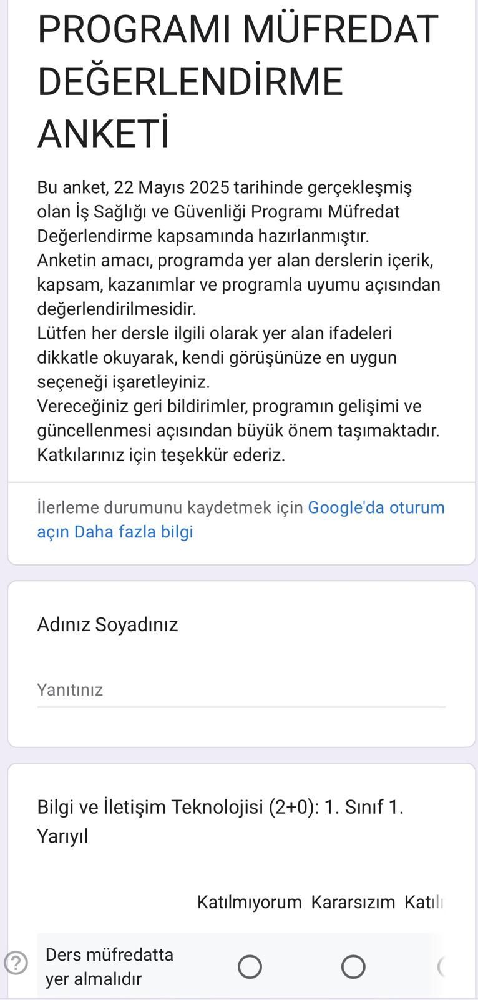 PROGRAMI MÜFREDAT
DEĞERLENDİRME
ANKETİ
Bu anket, 22 Mayıs 2025 tarihinde gerçekleşmiş
olan İş Sağlığı ve Güvenliği Programı Müfredat
Değerlendirme kapsamında hazırlanmıştır.
Anketin amacı, programda yer alan derslerin içerik,
kapsam, kazanımlar ve programla uyumu açısından
değerlendirilmesidir.
Lütfen her dersle ilgili olarak yer alan ifadeleri
dikkatle okuyarak, kendi görüşünüze en uygun
seçeneği işaretleyiniz.
Vereceğiniz geri bildirimler, programın gelişimi ve
güncellenmesi açısından büyük önem taşımaktadır.
Katkılarınız için teşekkür ederiz.
İlerleme durumunu kaydetmek için Google'da oturum
açın Daha fazla bilgi
Adınız Soyadınız
Yanıtınız
Bilgi ve İletişim Teknolojisi (2+0): 1. Sınıf 1.
Yarıyıl
Katılmıyorum Kararsızım
Ders müfredatta
yer almalıdır
?